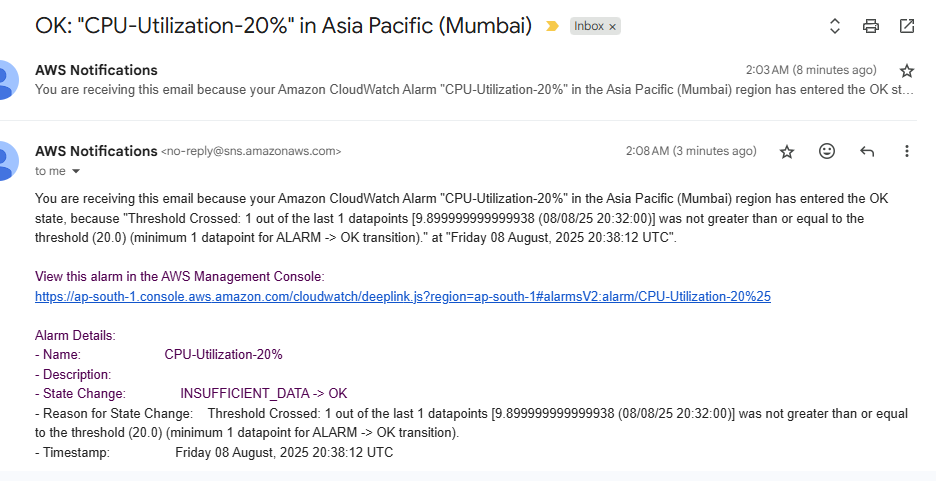 OK: "CPU-Utilization-20%" in Asia Pacific (Mumbai) Inbox ×
AWS Notifications 2:03 AM (8 minutes ago)
You are receiving this email because your Amazon CloudWatch Alarm "CPU-Utilization-20%" in the Asia Pacific (Mumbai) region has entered the OK st...
AWS Notifications <no-reply@sns.amazonaws.com> 2:08 AM (3 minutes ago)
to me
You are receiving this email because your Amazon CloudWatch Alarm "CPU-Utilization-20%" in the Asia Pacific (Mumbai) region has entered the OK
state, because "Threshold Crossed: 1 out of the last 1 datapoints [9.899999999999938 (08/08/25 20:32:00)] was not greater than or equal to the
threshold (20.0) (minimum 1 datapoint for ALARM -> OK transition)." at "Friday 08 August, 2025 20:38:12 UTC".
View this alarm in the AWS Management Console:
https://ap-south-1.console.aws.amazon.com/cloudwatch/deeplink.js?region=ap-south-1#alarmsV2:alarm/CPU-Utilization-20%25
Alarm Details:
- Name: CPU-Utilization-20%
- Description:
- State Change: INSUFFICIENT_DATA -> OK
- Reason for State Change: Threshold Crossed: 1 out of the last 1 datapoints [9.899999999999938 (08/08/25 20:32:00)] was not greater than or equal
to the threshold (20.0) (minimum 1 datapoint for ALARM -> OK transition).
- Timestamp: Friday 08 August, 2025 20:38:12 UTC